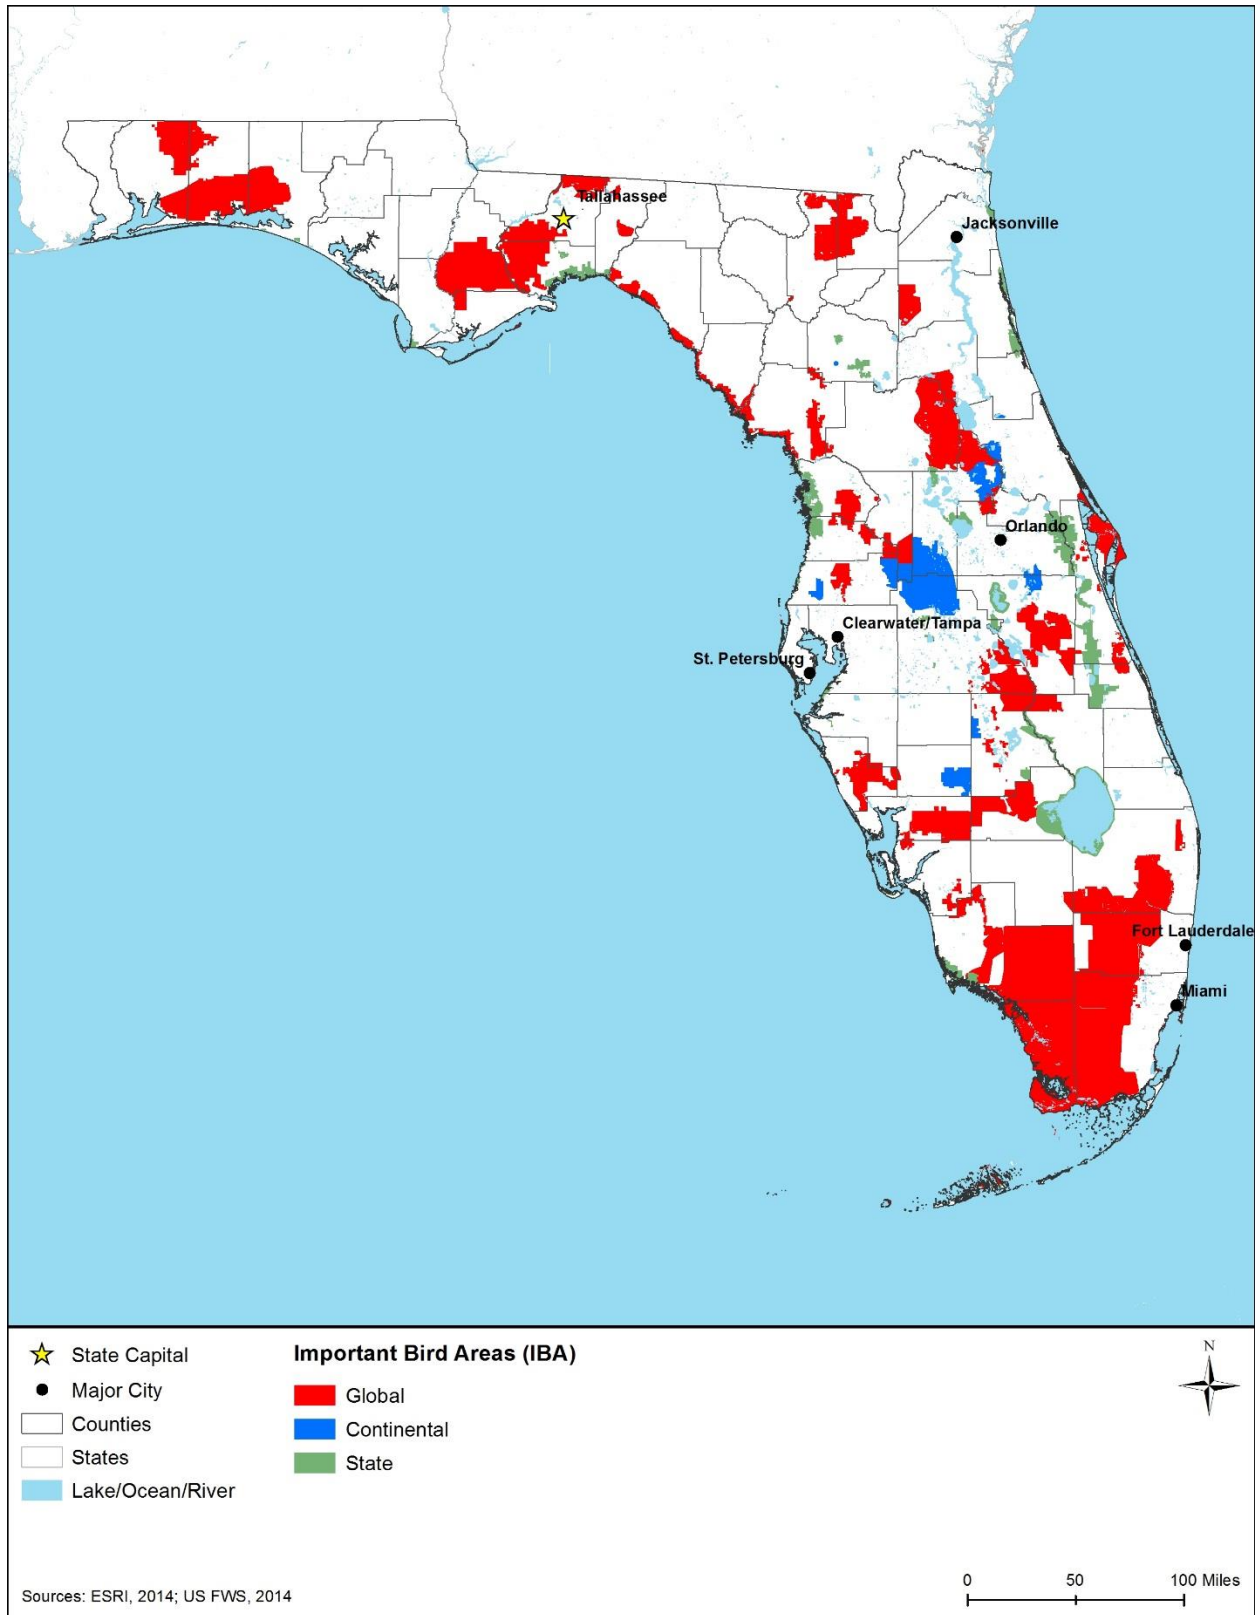 Tallahassee
Jacksonville
Orlando
Clearwater/Tampa
St. Petersburg
Fort Lauderdale
Miami
State Capital
Major City
Counties
States
Lake/Ocean/River
Important Bird Areas (IBA)
Global
Continental
State
N
Sources: ESRI, 2014; US FWS, 2014
0 50 100 Miles